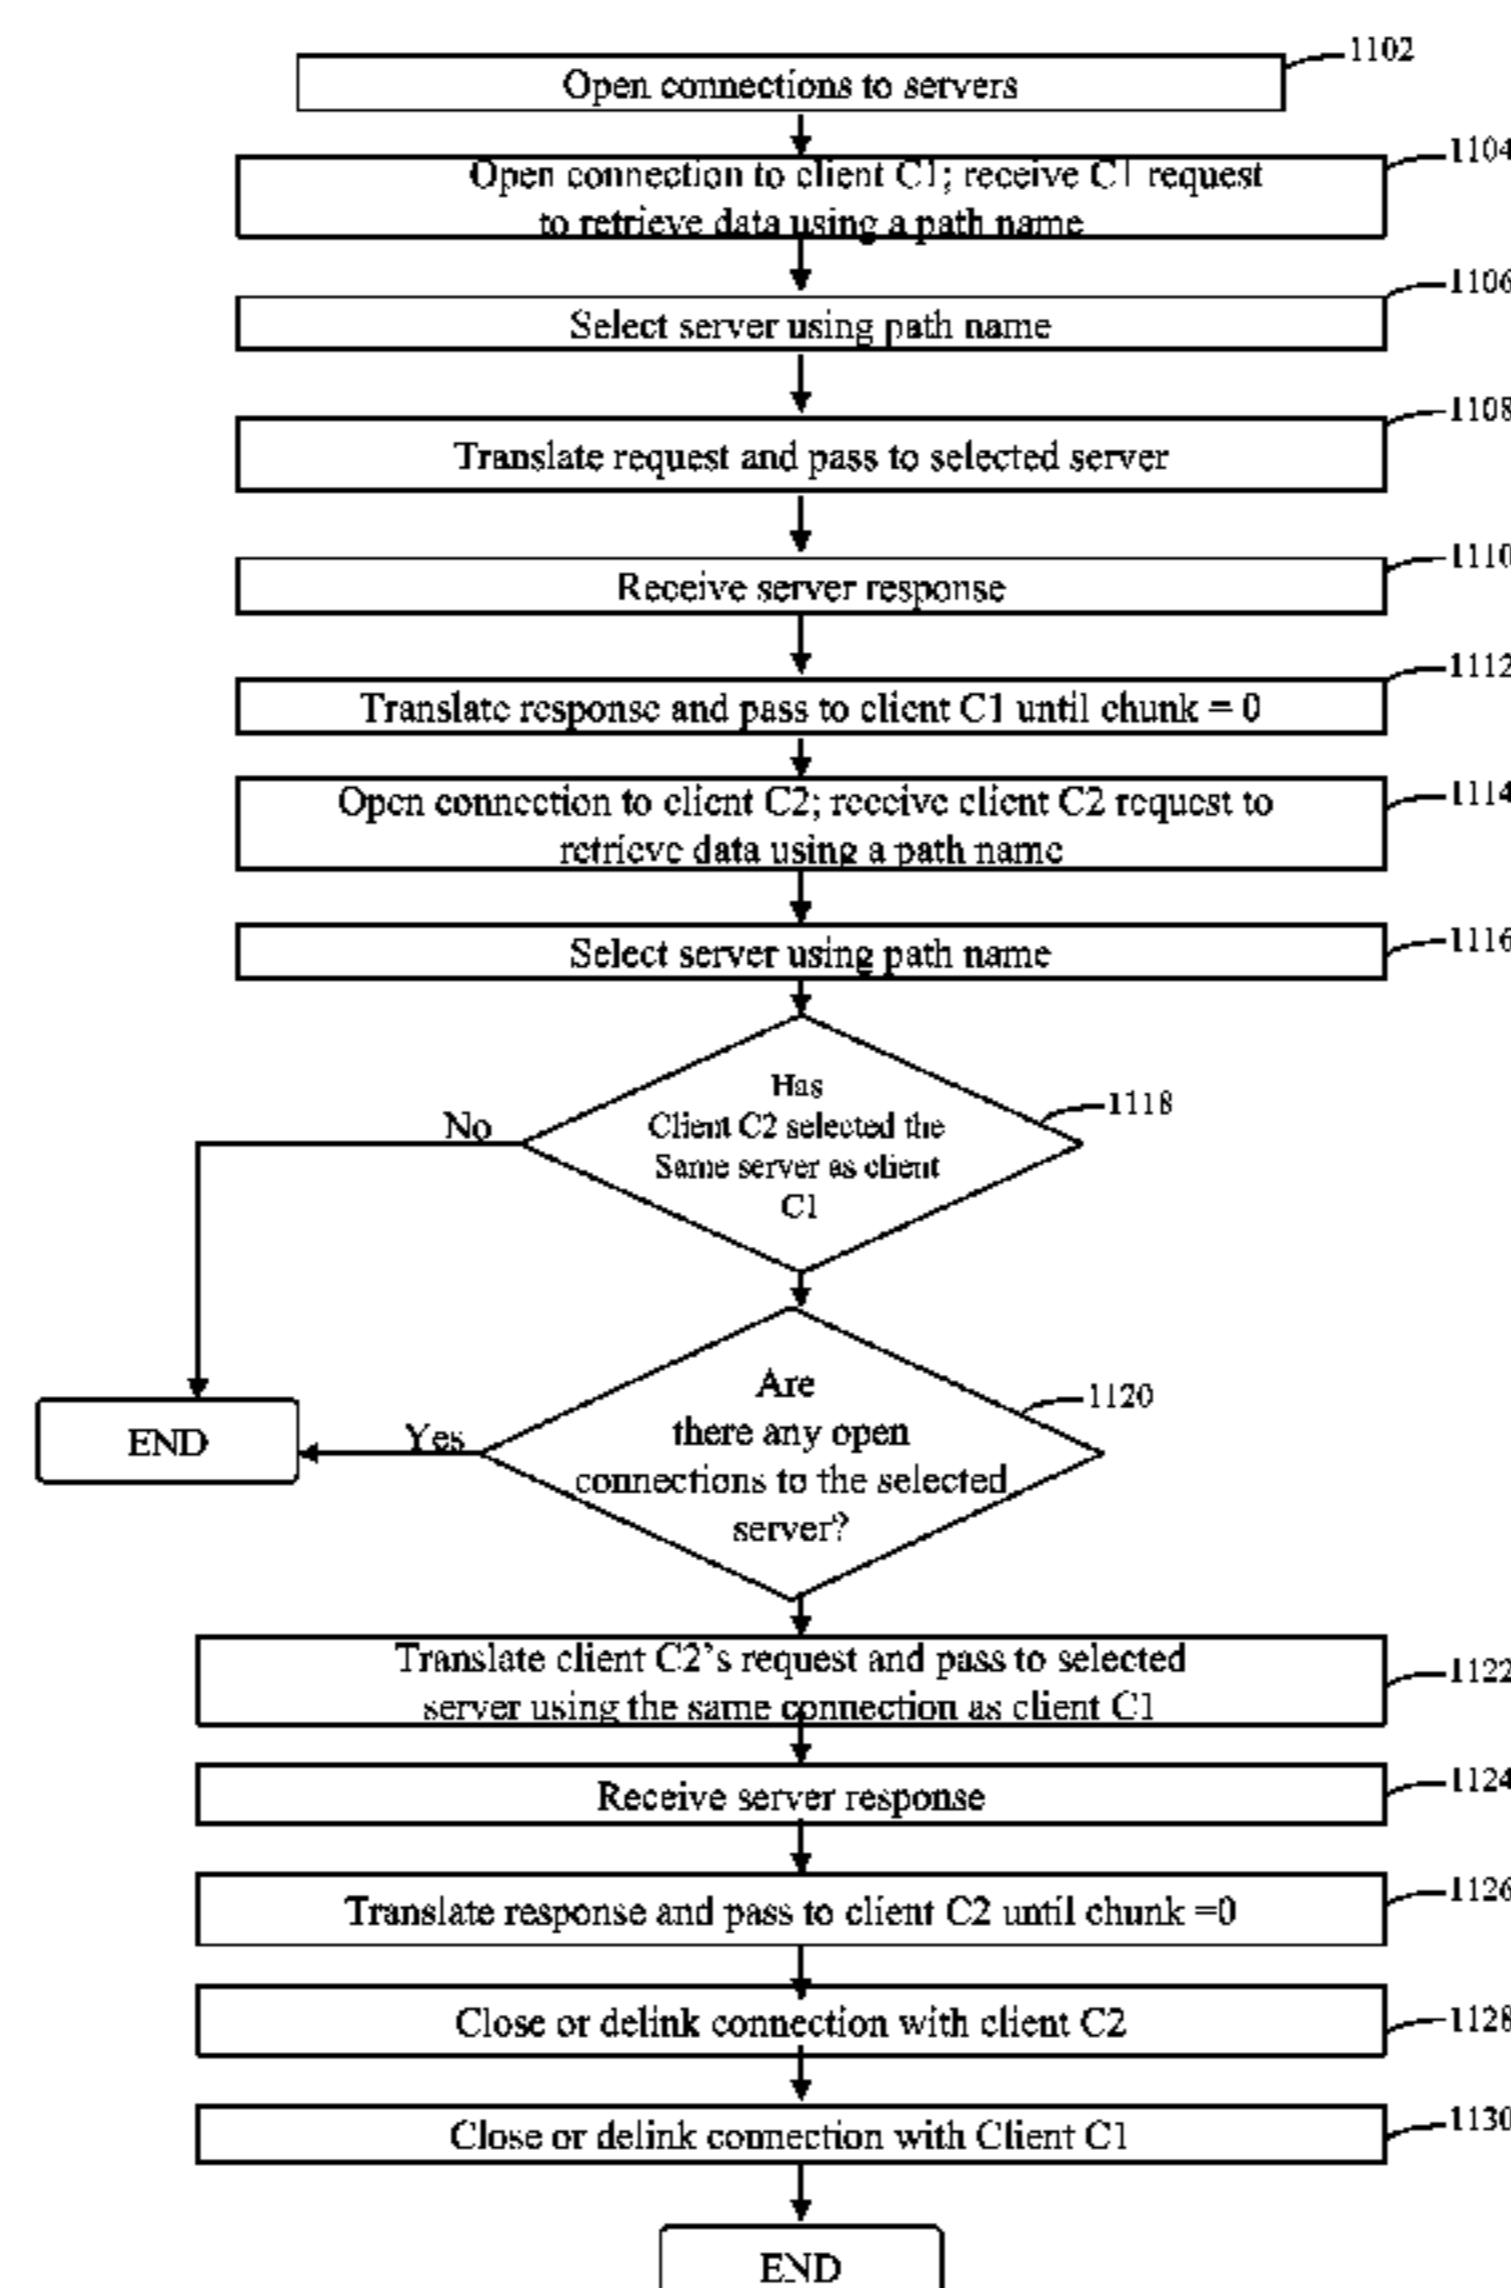 1102
Open connections to servers
1104
Open connection to client C1; receive C1 request
to retrieve data using a path name
1106
Select server using path name
1108
Translate request and pass to selected server
1110
Receive server response
1112
Translate response and pass to client C1 until chunk = 0
1114
Open connection to client C2; receive client C2 request to
retrieve data using a path name
1116
Select server using path name
1118
Has
Client C2 selected the
Same server as client
C1
No
1120
Are
there any open
connections to the selected
server?
Yes
END
1122
Translate client C2's request and pass to selected
server using the same connection as client C1
1124
Receive server response
1126
Translate response and pass to client C2 until chunk =0
1128
Close or delink connection with client C2
1130
Close or delink connection with Client C1
END